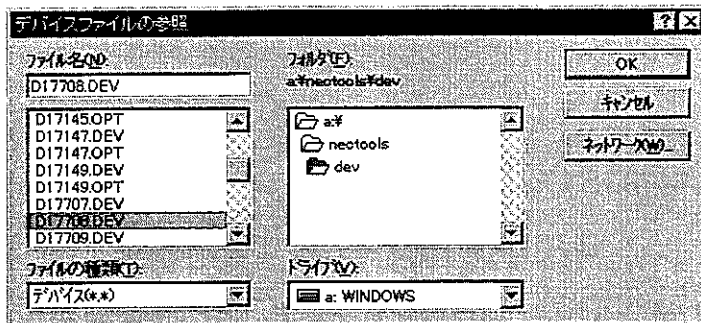 デバイスファイルの参照
ファイル名(N):
D17708.DEV
D17145.OPT
D17147.DEV
D17147.OPT
D17149.DEV
D17149.OPT
D17707.DEV
D17708.DEV
D17709.DEV
ファイルの種類(T):
デバイス(*.*)
フォルダ(F):
a:¥neotools¥dev
a:¥
neotools
dev
ドライブ(V):
a: WINDOWS
OK
キャンセル
ネットワーク(W)...